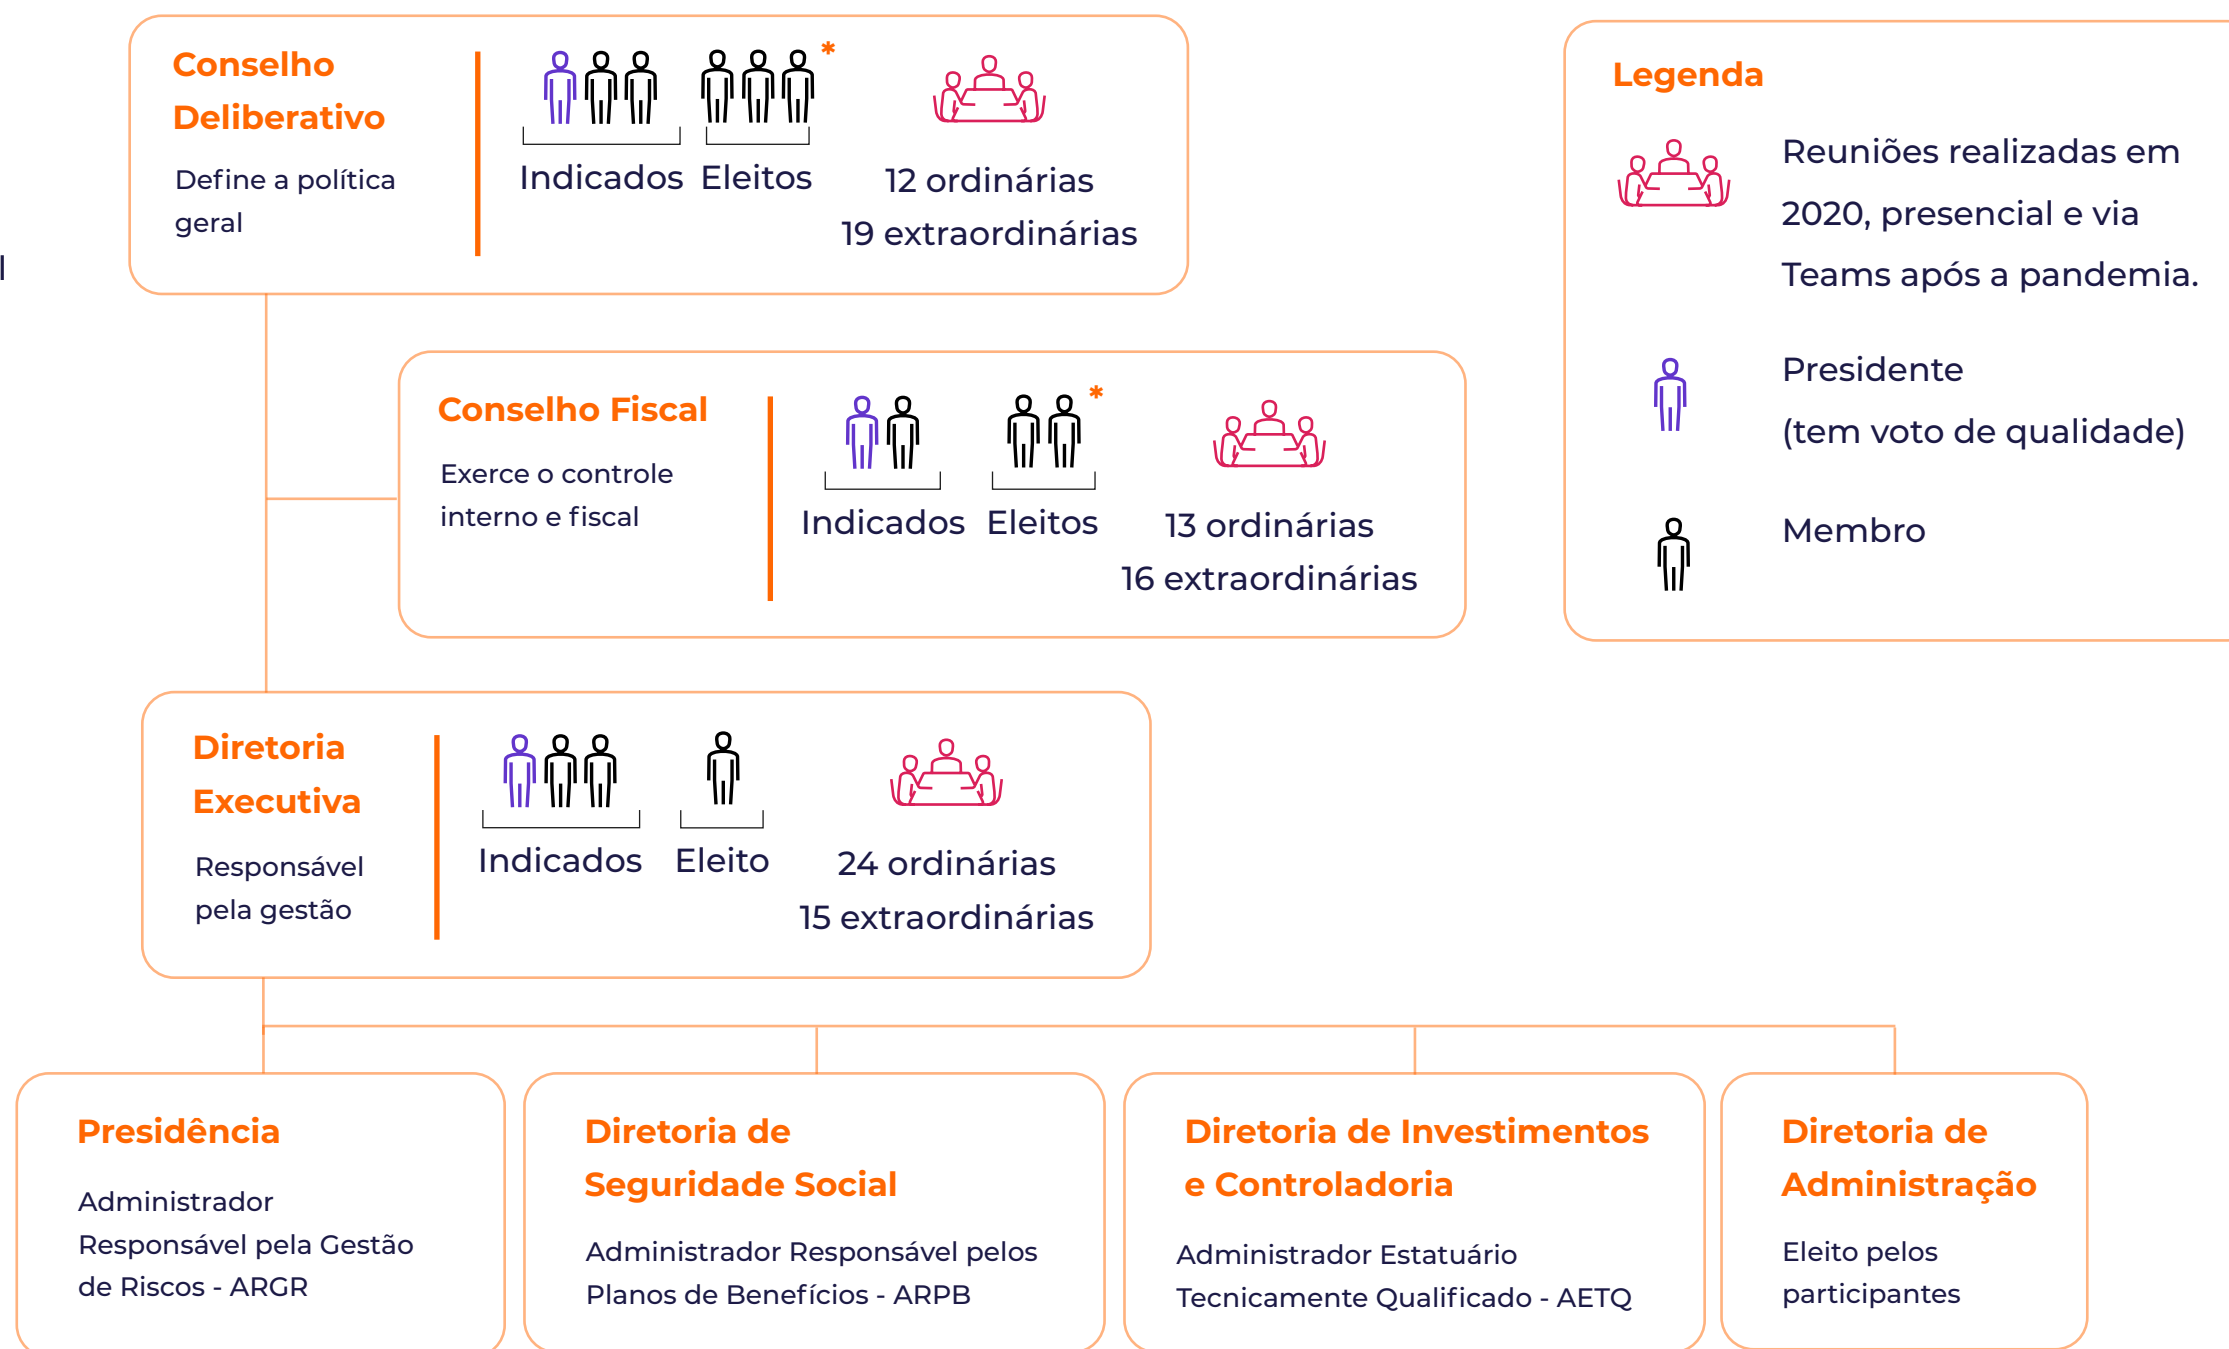 Conselho
Deliberativo
Define a política
geral
*
Indicados
Eleitos
12 ordinárias
19 extraordinárias
Legenda
Reuniões realizadas em
2020, presencial e via
Teams após a pandemia.
Presidente
(tem voto de qualidade)
Membro
l
Conselho Fiscal
Exerce o controle
interno e fiscal
*
Indicados
Eleitos
13 ordinárias
16 extraordinárias
Diretoria
Executiva
Responsável
pela gestão
Indicados
Eleito
24 ordinárias
15 extraordinárias
Presidência
Administrador
Responsável pela Gestão
de Riscos - ARGR
Diretoria de
Seguridade Social
Administrador Responsável pelos
Planos de Benefícios - ARPB
Diretoria de Investimentos
e Controladoria
Administrador Estatuário
Tecnicamente Qualificado - AETQ
Diretoria de
Administração
Eleito pelos
participantes